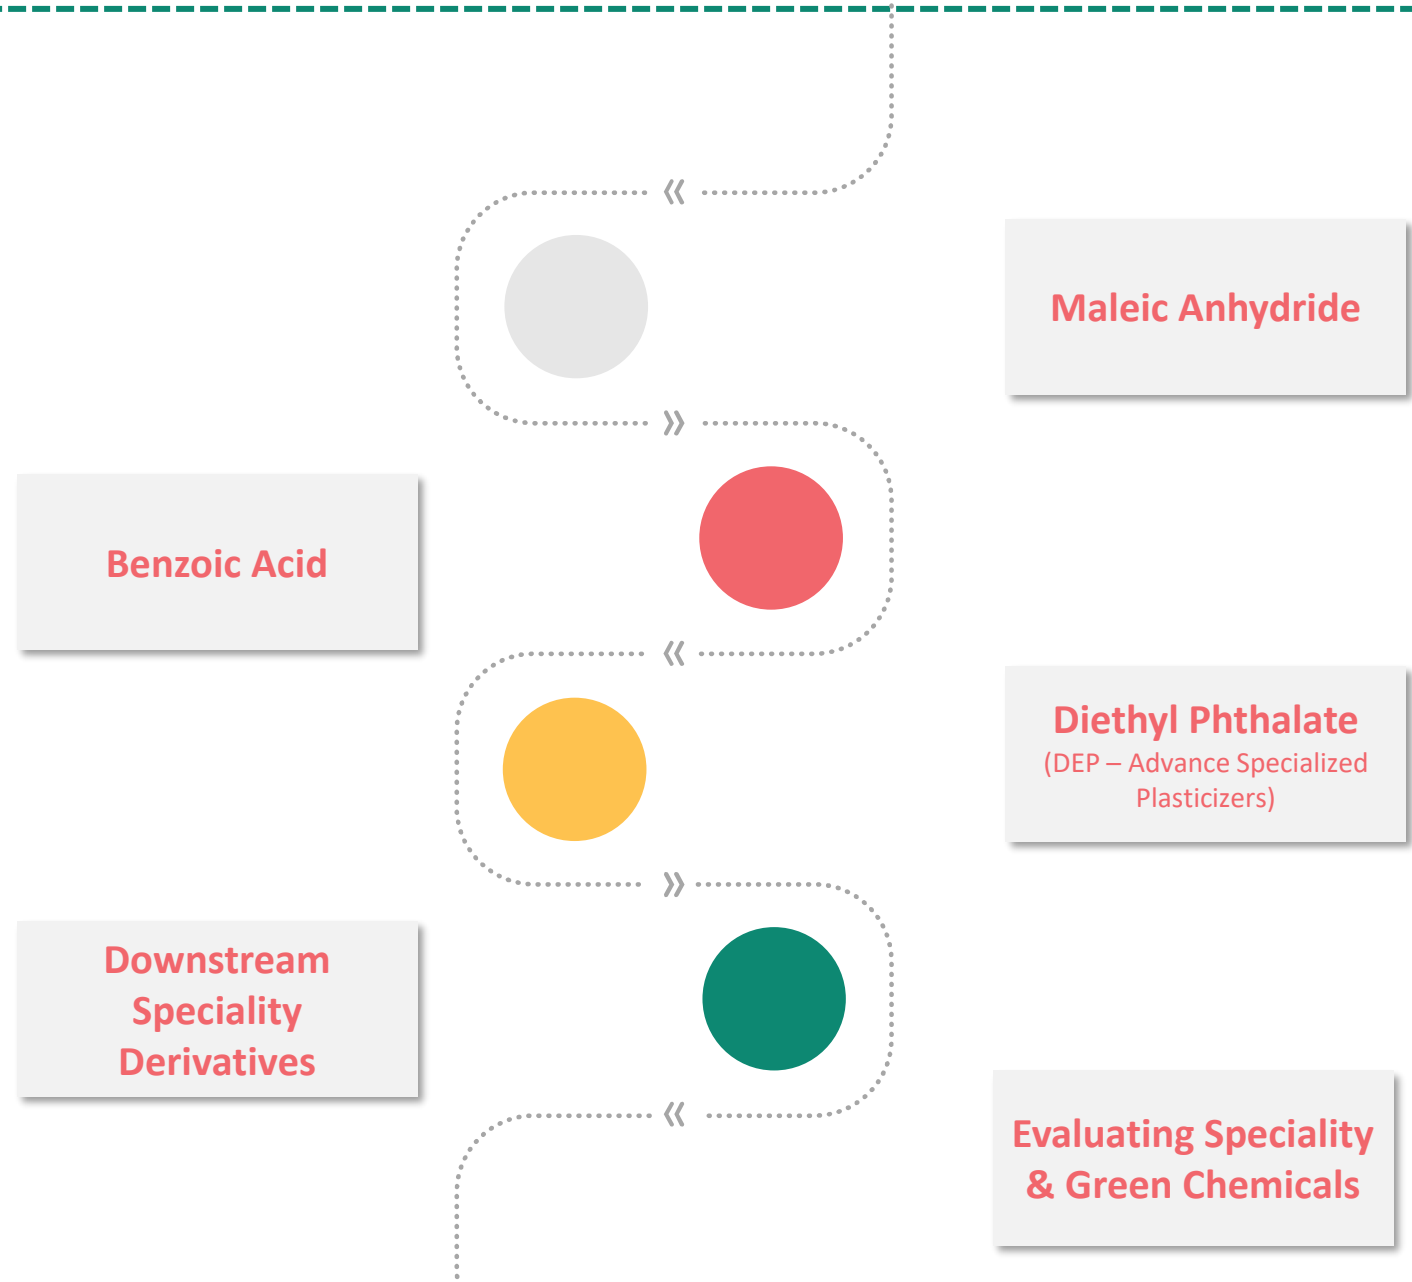 Maleic Anhydride
Benzoic Acid
Diethyl Phthalate
(DEP – Advance Specialized
Plasticizers)
Downstream
Speciality
Derivatives
Evaluating Speciality
& Green Chemicals